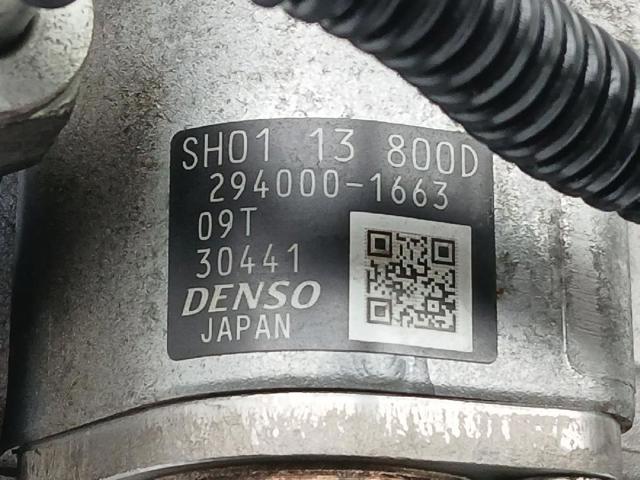 SH01 13 800D
294000-1663
09T
30441
DENSO
JAPAN